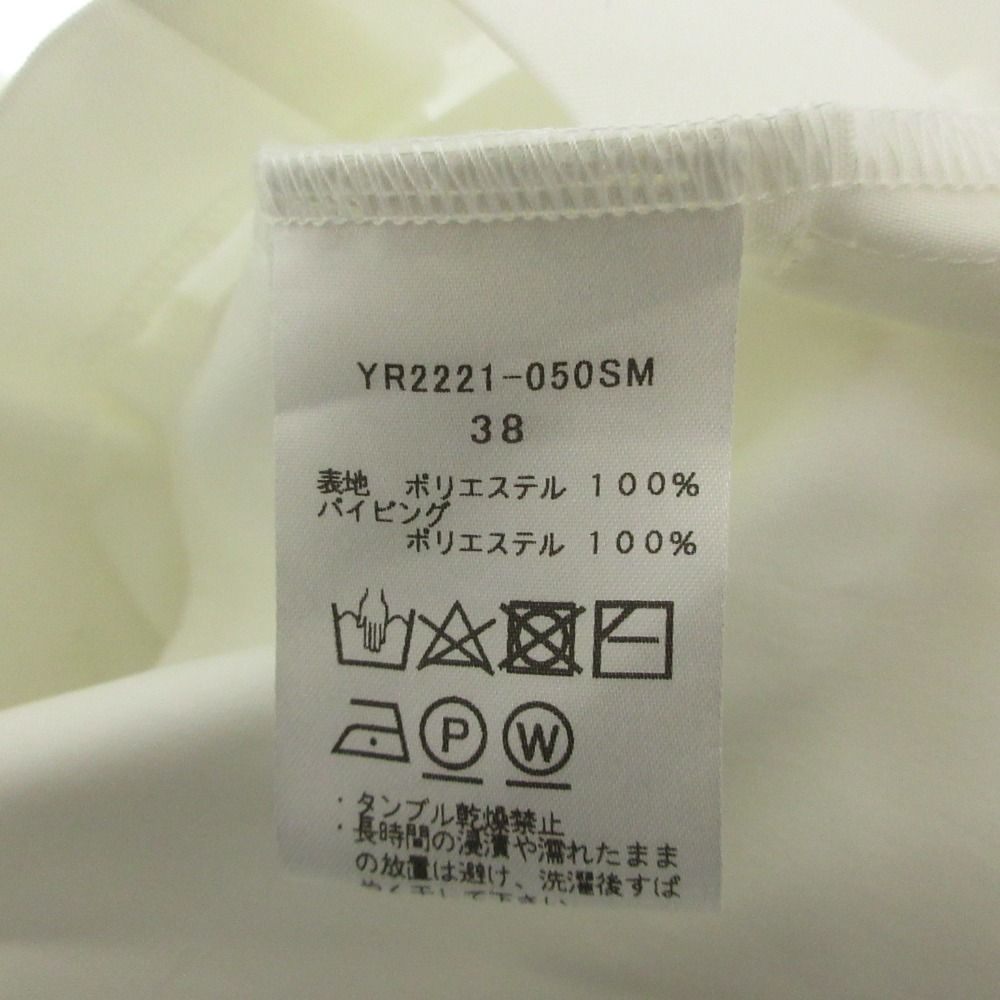 YR2221-050SM
38
表地 ポリエステル 100%
パイピング
ポリエステル 100%
P W
・タンブル乾燥禁止
・長時間の浸漬や濡れたまま
の放置は避け、洗濯後すば